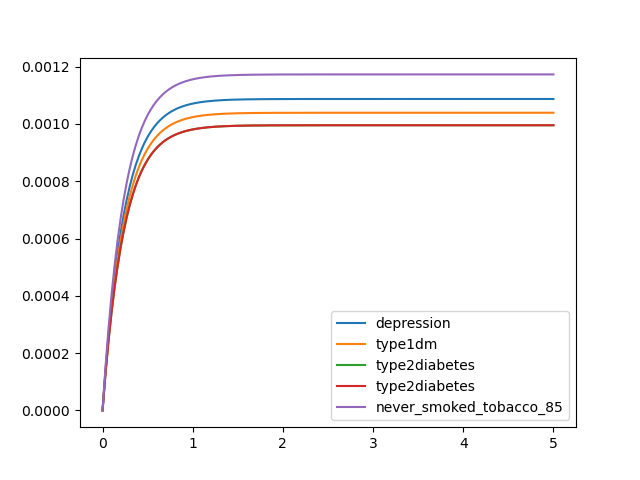 0.0012
0.0010
0.0008
0.0006
0.0004
0.0002
0.0000
depression
type1dm
type2diabetes
type2diabetes
never_smoked_tobacco_85
0 1 2 3 4 5